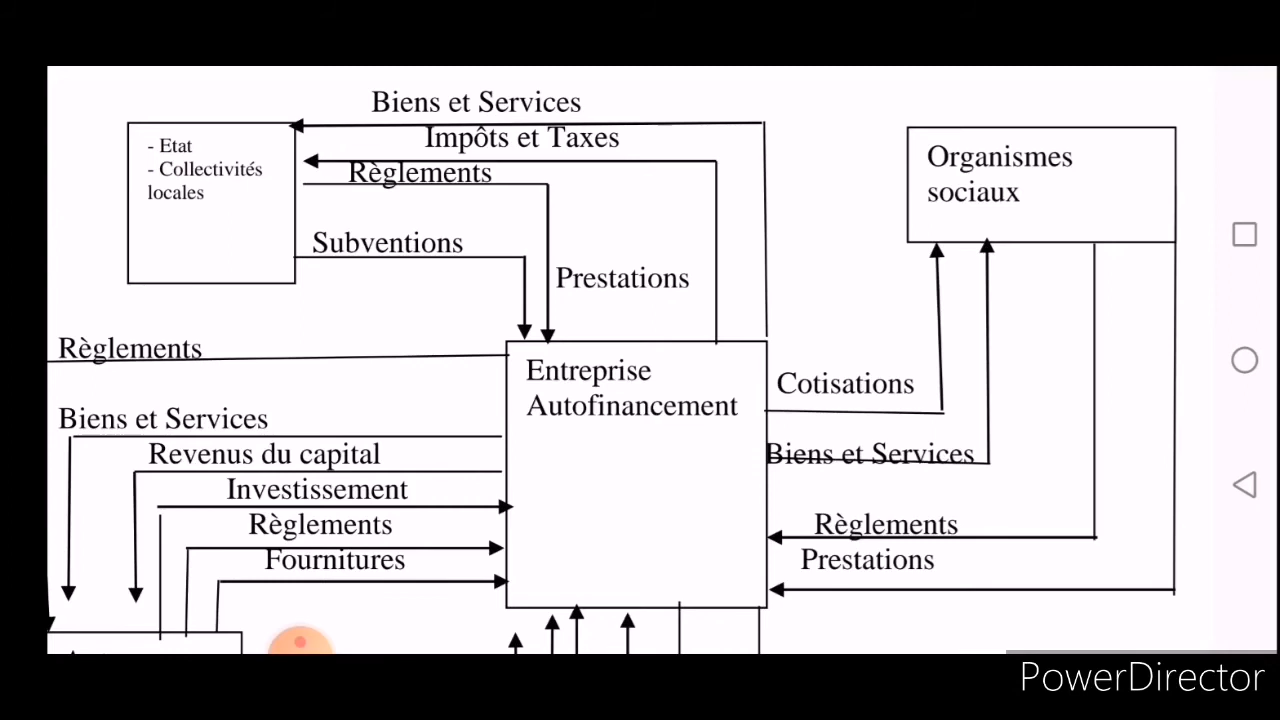 Biens et Services
Impôts et Taxes
Règlements
- Etat
- Collectivités
locales
Subventions
Prestations
Organismes
sociaux
Règlements
Entreprise
Autofinancement
Cotisations
Biens et Services
Revenus du capital
Investissement
Règlements
Fournitures
Biens et Services
Règlements
Prestations
PowerDirector